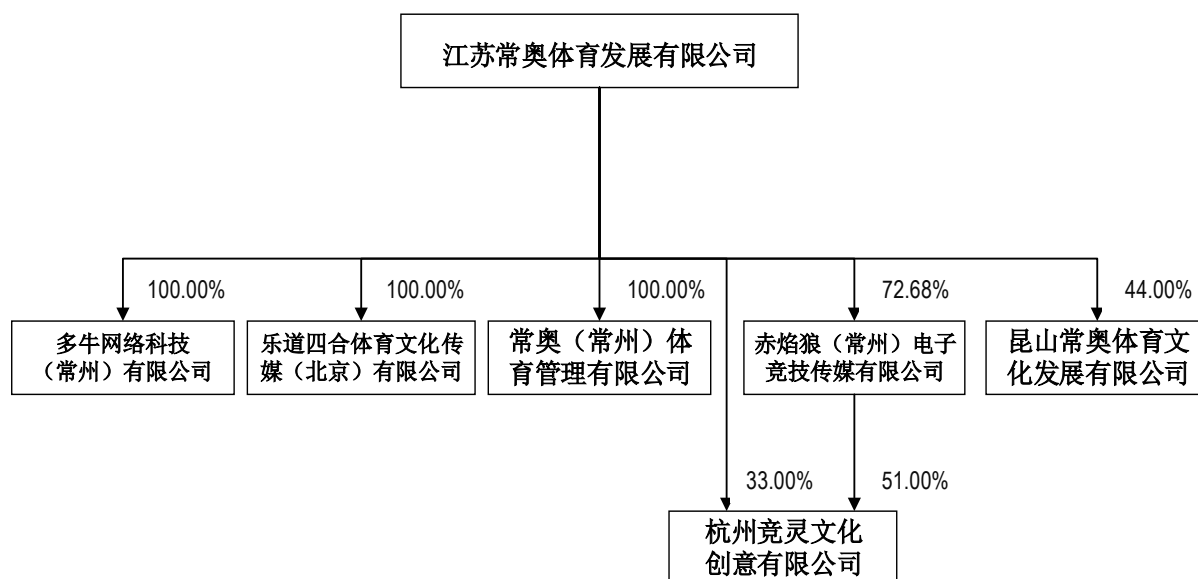 江苏常奥体育发展有限公司
100.00%
100.00%
100.00%
72.68%
44.00%
多牛网络科技
（常州）有限公司
乐道四合体育文化传
媒（北京）有限公司
常奥（常州）体
育管理有限公司
赤焰狼（常州）电子
竞技传媒有限公司
昆山常奥体育文
化发展有限公司
33.00%
51.00%
杭州竞灵文化
创意有限公司